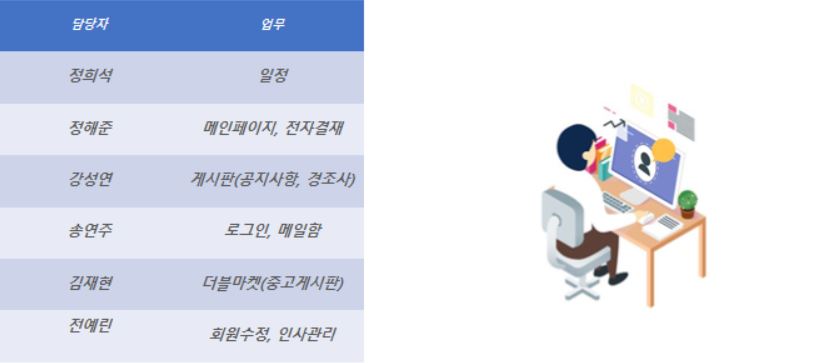 담당자 업무
정희석 일정
정해준 메인페이지, 전자결재
강성연 게시판(공지사항, 경조사)
송연주 로그인, 메일함
김재현 더블마켓(중고게시판)
전예린 회원수정, 인사관리